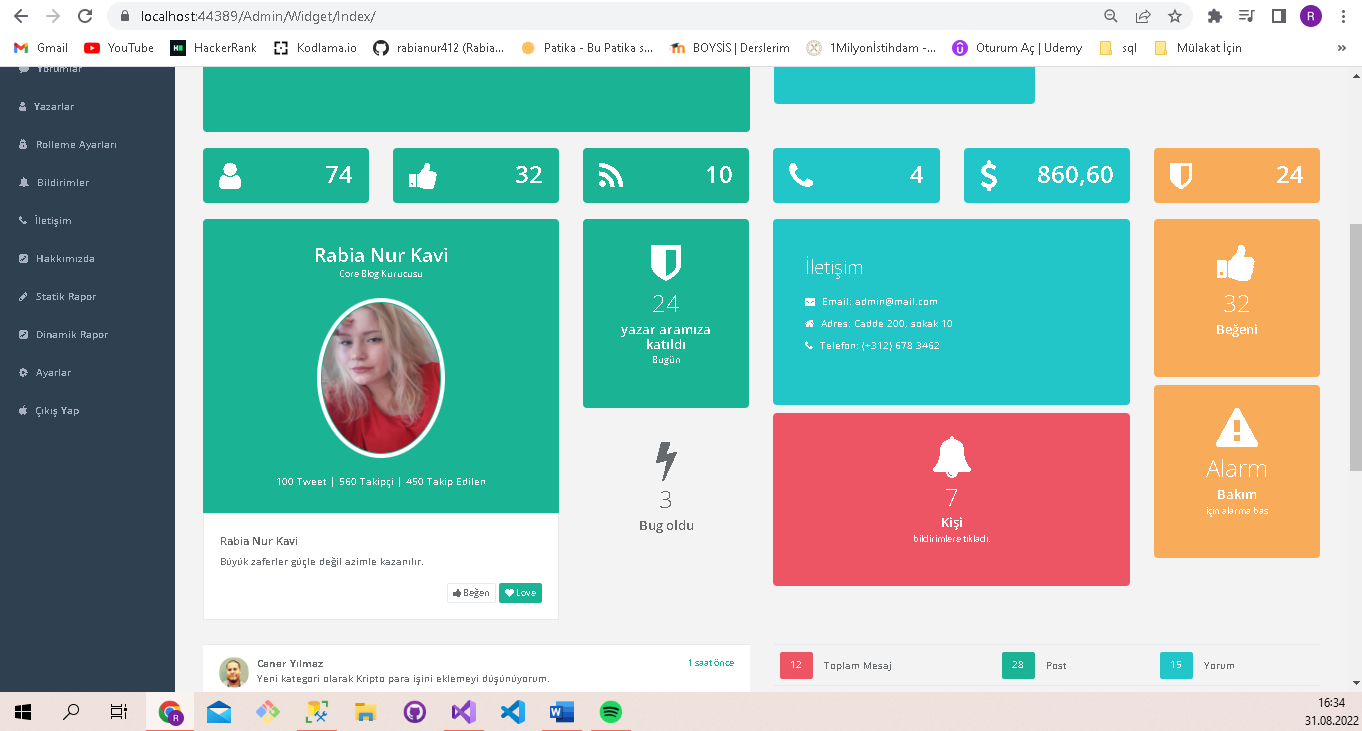 localhost:44389/Admin/Widget/Index/
R
Gmail
YouTube
HackerRank
Kodlama.io
rabianur412 (Rabia...
Patika - Bu Patika s...
BOYSİS | Derslerim
1Milyonİstihdam -...
Oturum Aç | Udemy
sql
Mülakat İçin
»
Yorumlar
Yazarlar
Rolleme Ayarları
Bildirimler
İletişim
Hakkımızda
Statik Rapor
Dinamik Rapor
Ayarlar
Çıkış Yap
74
32
10
4
860,60
24
Rabia Nur Kavi
Core Blog Kurucusu
100 Tweet | 560 Takipçi | 450 Takip Edilen
Rabia Nur Kavi
Büyük zaferler güçle değil azimle kazanılır.
Beğen
Love
24
yazar aramıza
katıldı
Bugün
3
Bug oldu
İletişim
Email: admin@mail.com
Adres: Cadde 200, sokak 10
Telefon: (+312) 678 3462
7
Kişi
bildirimlere tıkladı.
32
Beğeni
Alarm
Bakım
için alarma bas
Caner Yılmaz
1 saat önce
Yeni kategori olarak Kripto para işini eklemeyi düşünüyorum.
12 Toplam Mesaj
28 Post
15 Yorum
16:34
31.08.2022